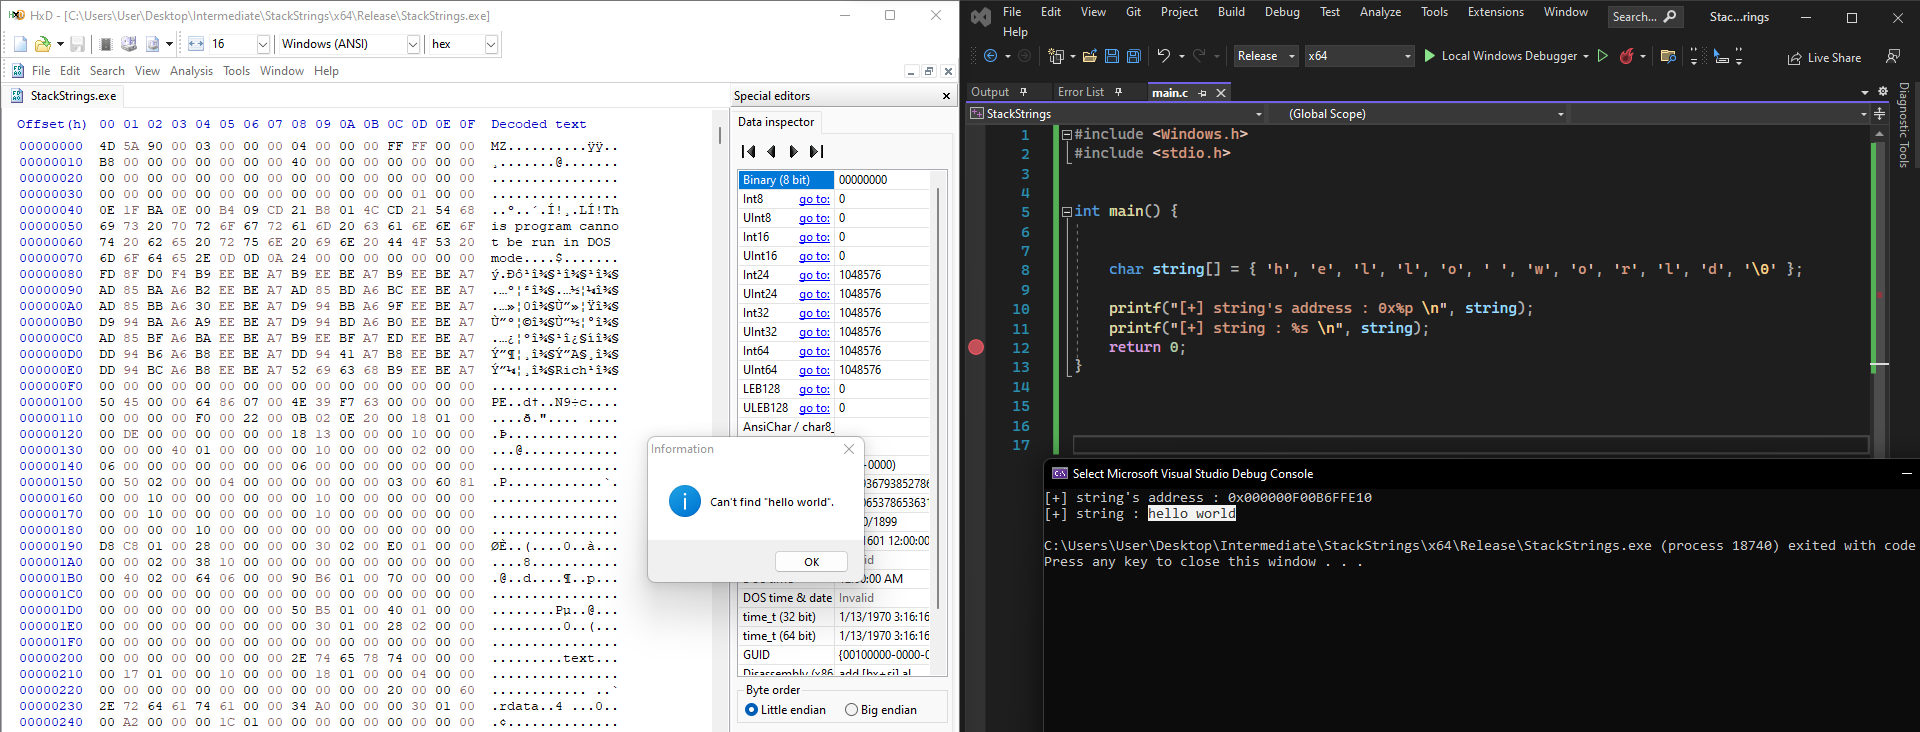 HxD - [C:\Users\User\Desktop\Intermediate\StackStrings\x64\Release\StackStrings.exe]
16 Windows (ANSI) hex
File Edit Search View Analysis Tools Window Help
StackStrings.exe
Offset(h) 00 01 02 03 04 05 06 07 08 09 0A 0B 0C 0D 0E 0F Decoded text
00000000 4D 5A 90 00 03 00 00 00 04 00 00 00 FF FF 00 00 MZ..........ÿÿ..
00000010 B8 00 00 00 00 00 00 00 40 00 00 00 00 00 00 00 ¸.......@.......
00000020 00 00 00 00 00 00 00 00 00 00 00 00 00 00 00 00 ................
00000030 00 00 00 00 00 00 00 00 00 00 00 00 00 01 00 00 ................
00000040 0E 1F BA 0E 00 B4 09 CD 21 B8 01 4C CD 21 54 68 ..º..´.Í!¸.LÍ!Th
00000050 69 73 20 70 72 6F 67 72 61 6D 20 63 61 6E 6E 6F is program canno
00000060 74 20 62 65 20 72 75 6E 20 69 6E 20 44 4F 53 20 t be run in DOS
00000070 6D 6F 64 65 2E 0D 0D 0A 24 00 00 00 00 00 00 00 mode....$.......
00000080 FD 8F D0 F4 B9 EE BE A7 B9 EE BE A7 B9 EE BE A7 ý.Ðô¹î¾§¹î¾§¹î¾§
00000090 AD 85 BA A6 B2 EE BE A7 AD 85 BD A6 BC EE BE A7 .…º¦²î¾§.…½¦¼î¾§
000000A0 AD 85 BB A6 30 EE BE A7 D9 94 BB A6 9F EE BE A7 .…»¦0î¾§Ù”»¦Ÿî¾§
000000B0 D9 94 BA A6 A9 EE BE A7 D9 94 BD A6 B0 EE BE A7 Ù”º¦©î¾§Ù”½¦°î¾§
000000C0 AD 85 BF A6 BA EE BE A7 B9 EE BF A7 ED EE BE A7 .…¿¦ºî¾§¹î¿§íî¾§
000000D0 DD 94 B6 A6 B8 EE BE A7 DD 94 41 A7 B8 EE BE A7 Ý”¶¦¸î¾§Ý”A§¸î¾§
000000E0 DD 94 BC A6 B8 EE BE A7 52 69 63 68 B9 EE BE A7 Ý”¼¦¸î¾§Rich¹î¾§
000000F0 00 00 00 00 00 00 00 00 00 00 00 00 00 00 00 00 ................
00000100 50 45 00 00 64 86 07 00 4E 39 F7 63 00 00 00 00 PE..d†..N9÷c....
00000110 00 00 00 00 F0 00 22 00 0B 02 0E 20 00 18 01 00 ....ð.".... ....
00000120 00 DE 00 00 00 00 00 00 18 13 00 00 00 10 00 00 .Þ..............
00000130 00 00 00 40 01 00 00 00 00 10 00 00 00 02 00 00 ...@............
00000140 06 00 00 00 00 00 00 00 06 00 00 00 00 00 00 00 ................
00000150 00 50 02 00 00 04 00 00 00 00 00 00 03 00 60 81 .P............`.
00000160 00 00 10 00 00 00 00 00 00 10 00 00 00 00 00 00 ................
00000170 00 00 10 00 00 00 00 00 00 10 00 00 00 00 00 00 ................
00000180 00 00 00 00 10 00 00 00 00 00 00 00 00 00 00 00 ................
00000190 D8 C8 01 00 28 00 00 00 00 30 02 00 E0 01 00 00 ØÈ..(....0..à...
000001A0 00 00 02 00 38 10 00 00 00 00 00 00 00 00 00 00 ....8...........
000001B0 00 40 02 00 64 06 00 00 90 B6 01 00 70 00 00 00 .@..d....¶..p...
000001C0 00 00 00 00 00 00 00 00 00 00 00 00 00 00 00 00 ................
000001D0 00 00 00 00 00 00 00 00 50 B5 01 00 40 01 00 00 ........Pµ..@...
000001E0 00 00 00 00 00 00 00 00 00 30 01 00 28 02 00 00 .........0..(...
000001F0 00 00 00 00 00 00 00 00 00 00 00 00 00 00 00 00 ................
00000200 00 00 00 00 00 00 00 00 2E 74 65 78 74 00 00 00 .........text...
00000210 00 17 01 00 00 10 00 00 00 18 01 00 00 04 00 00 ................
00000220 00 00 00 00 00 00 00 00 00 00 00 00 20 00 00 60 ............ ..`
00000230 2E 72 64 61 74 61 00 00 34 A0 00 00 00 30 01 00 .rdata..4 ...0..
00000240 00 A2 00 00 00 1C 01 00 00 00 00 00 00 00 00 00 .¢..............
Special editors
Data inspector
Binary (8 bit) 00000000
Int8 go to: 0
UInt8 go to: 0
Int16 go to: 0
UInt16 go to: 0
Int24 go to: 1048576
UInt24 go to: 1048576
Int32 go to: 1048576
UInt32 go to: 1048576
Int64 go to: 1048576
UInt64 go to: 1048576
LEB128 go to: 0
ULEB128 go to: 0
AnsiChar / char8_
-0000)
936793852786
065378653631
0/1899
1601 12:00:00
12:00:00 AM
DOS time & date Invalid
time_t (32 bit) 1/13/1970 3:16:16
time_t (64 bit) 1/13/1970 3:16:16
GUID {00100000-0000-0
Disassembly (x86 add [bx+si],al
Byte order
Little endian Big endian
Information
Can't find "hello world".
OK
File Edit View Git Project Build Debug Test Analyze Tools Extensions Window Search... Stac...rings
Help
Release x64 Local Windows Debugger Live Share
Output Error List main.c
StackStrings (Global Scope)
Diagnostic Tools
1 #include <Windows.h>
2 #include <stdio.h>
3
4
5 int main() {
6
7
8 char string[] = { 'h', 'e', 'l', 'l', 'o', ' ', 'w', 'o', 'r', 'l', 'd', '\0' };
9
10 printf("[+] string's address : 0x%p \n", string);
11 printf("[+] string : %s \n", string);
12 return 0;
13 }
14
15
16
17
Select Microsoft Visual Studio Debug Console
[+] string's address : 0x000000F00B6FFE10
[+] string : hello world
C:\Users\User\Desktop\Intermediate\StackStrings\x64\Release\StackStrings.exe (process 18740) exited with code
Press any key to close this window . . .